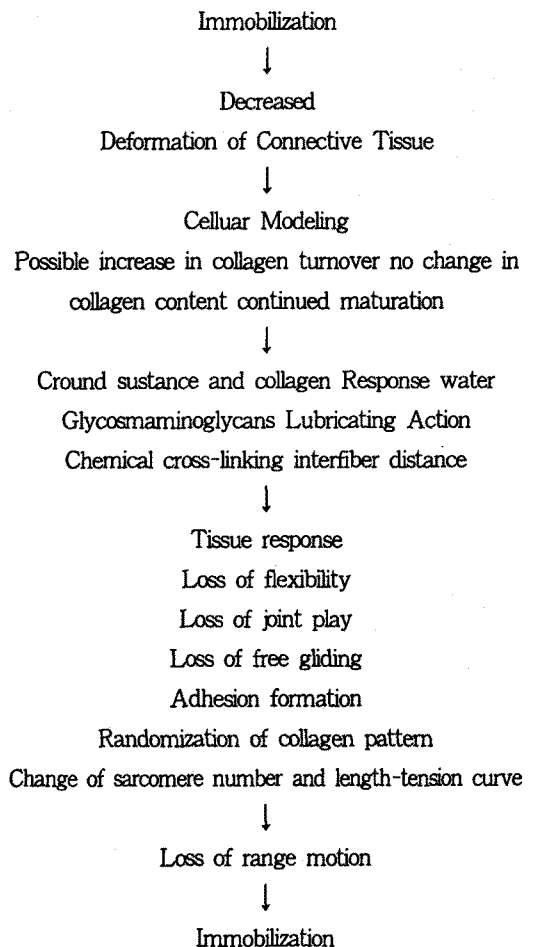 Immobilization
↓
Decreased
Deformation of Connective Tissue
↓
Celluar Modeling
Possible increase in collagen turnover no change in
collagen content continued maturation
↓
Cround sustance and collagen Response water
Glycosmaminoglycans Lubricating Action
Chemical cross-linking interfiber distance
↓
Tissue response
Loss of flexibility
Loss of joint play
Loss of free gliding
Adhesion formation
Randomization of collagen pattern
Change of sarcomere number and length-tension curve
↓
Loss of range motion
↓
Immobilization